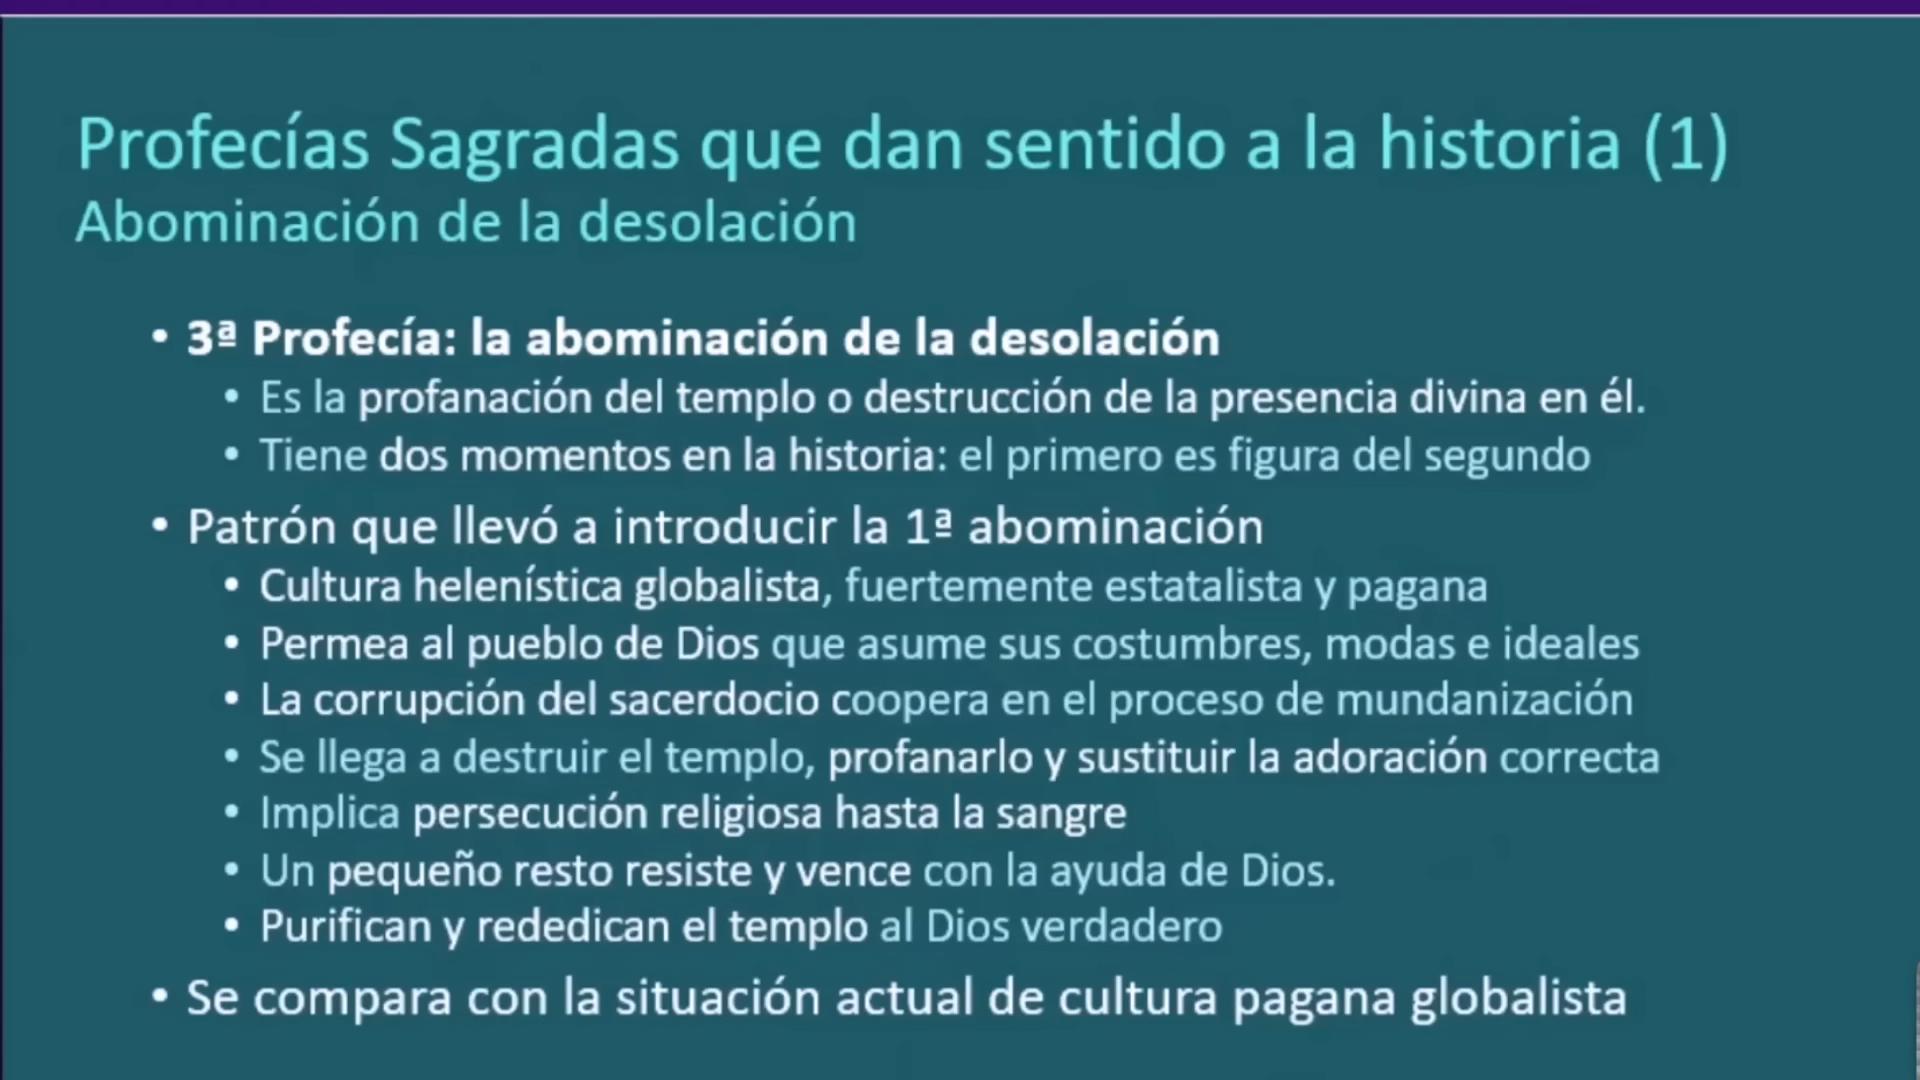 Profecías Sagradas que dan sentido a la historia (1)
Abominación de la desolación
• 3ª Profecía: la abominación de la desolación
• Es la profanación del templo o destrucción de la presencia divina en él.
• Tiene dos momentos en la historia: el primero es figura del segundo
• Patrón que llevó a introducir la 1ª abominación
• Cultura helenística globalista, fuertemente estatalista y pagana
• Permea al pueblo de Dios que asume sus costumbres, modas e ideales
• La corrupción del sacerdocio coopera en el proceso de mundanización
• Se llega a destruir el templo, profanarlo y sustituir la adoración correcta
• Implica persecución religiosa hasta la sangre
• Un pequeño resto resiste y vence con la ayuda de Dios.
• Purifican y rededican el templo al Dios verdadero
• Se compara con la situación actual de cultura pagana globalista